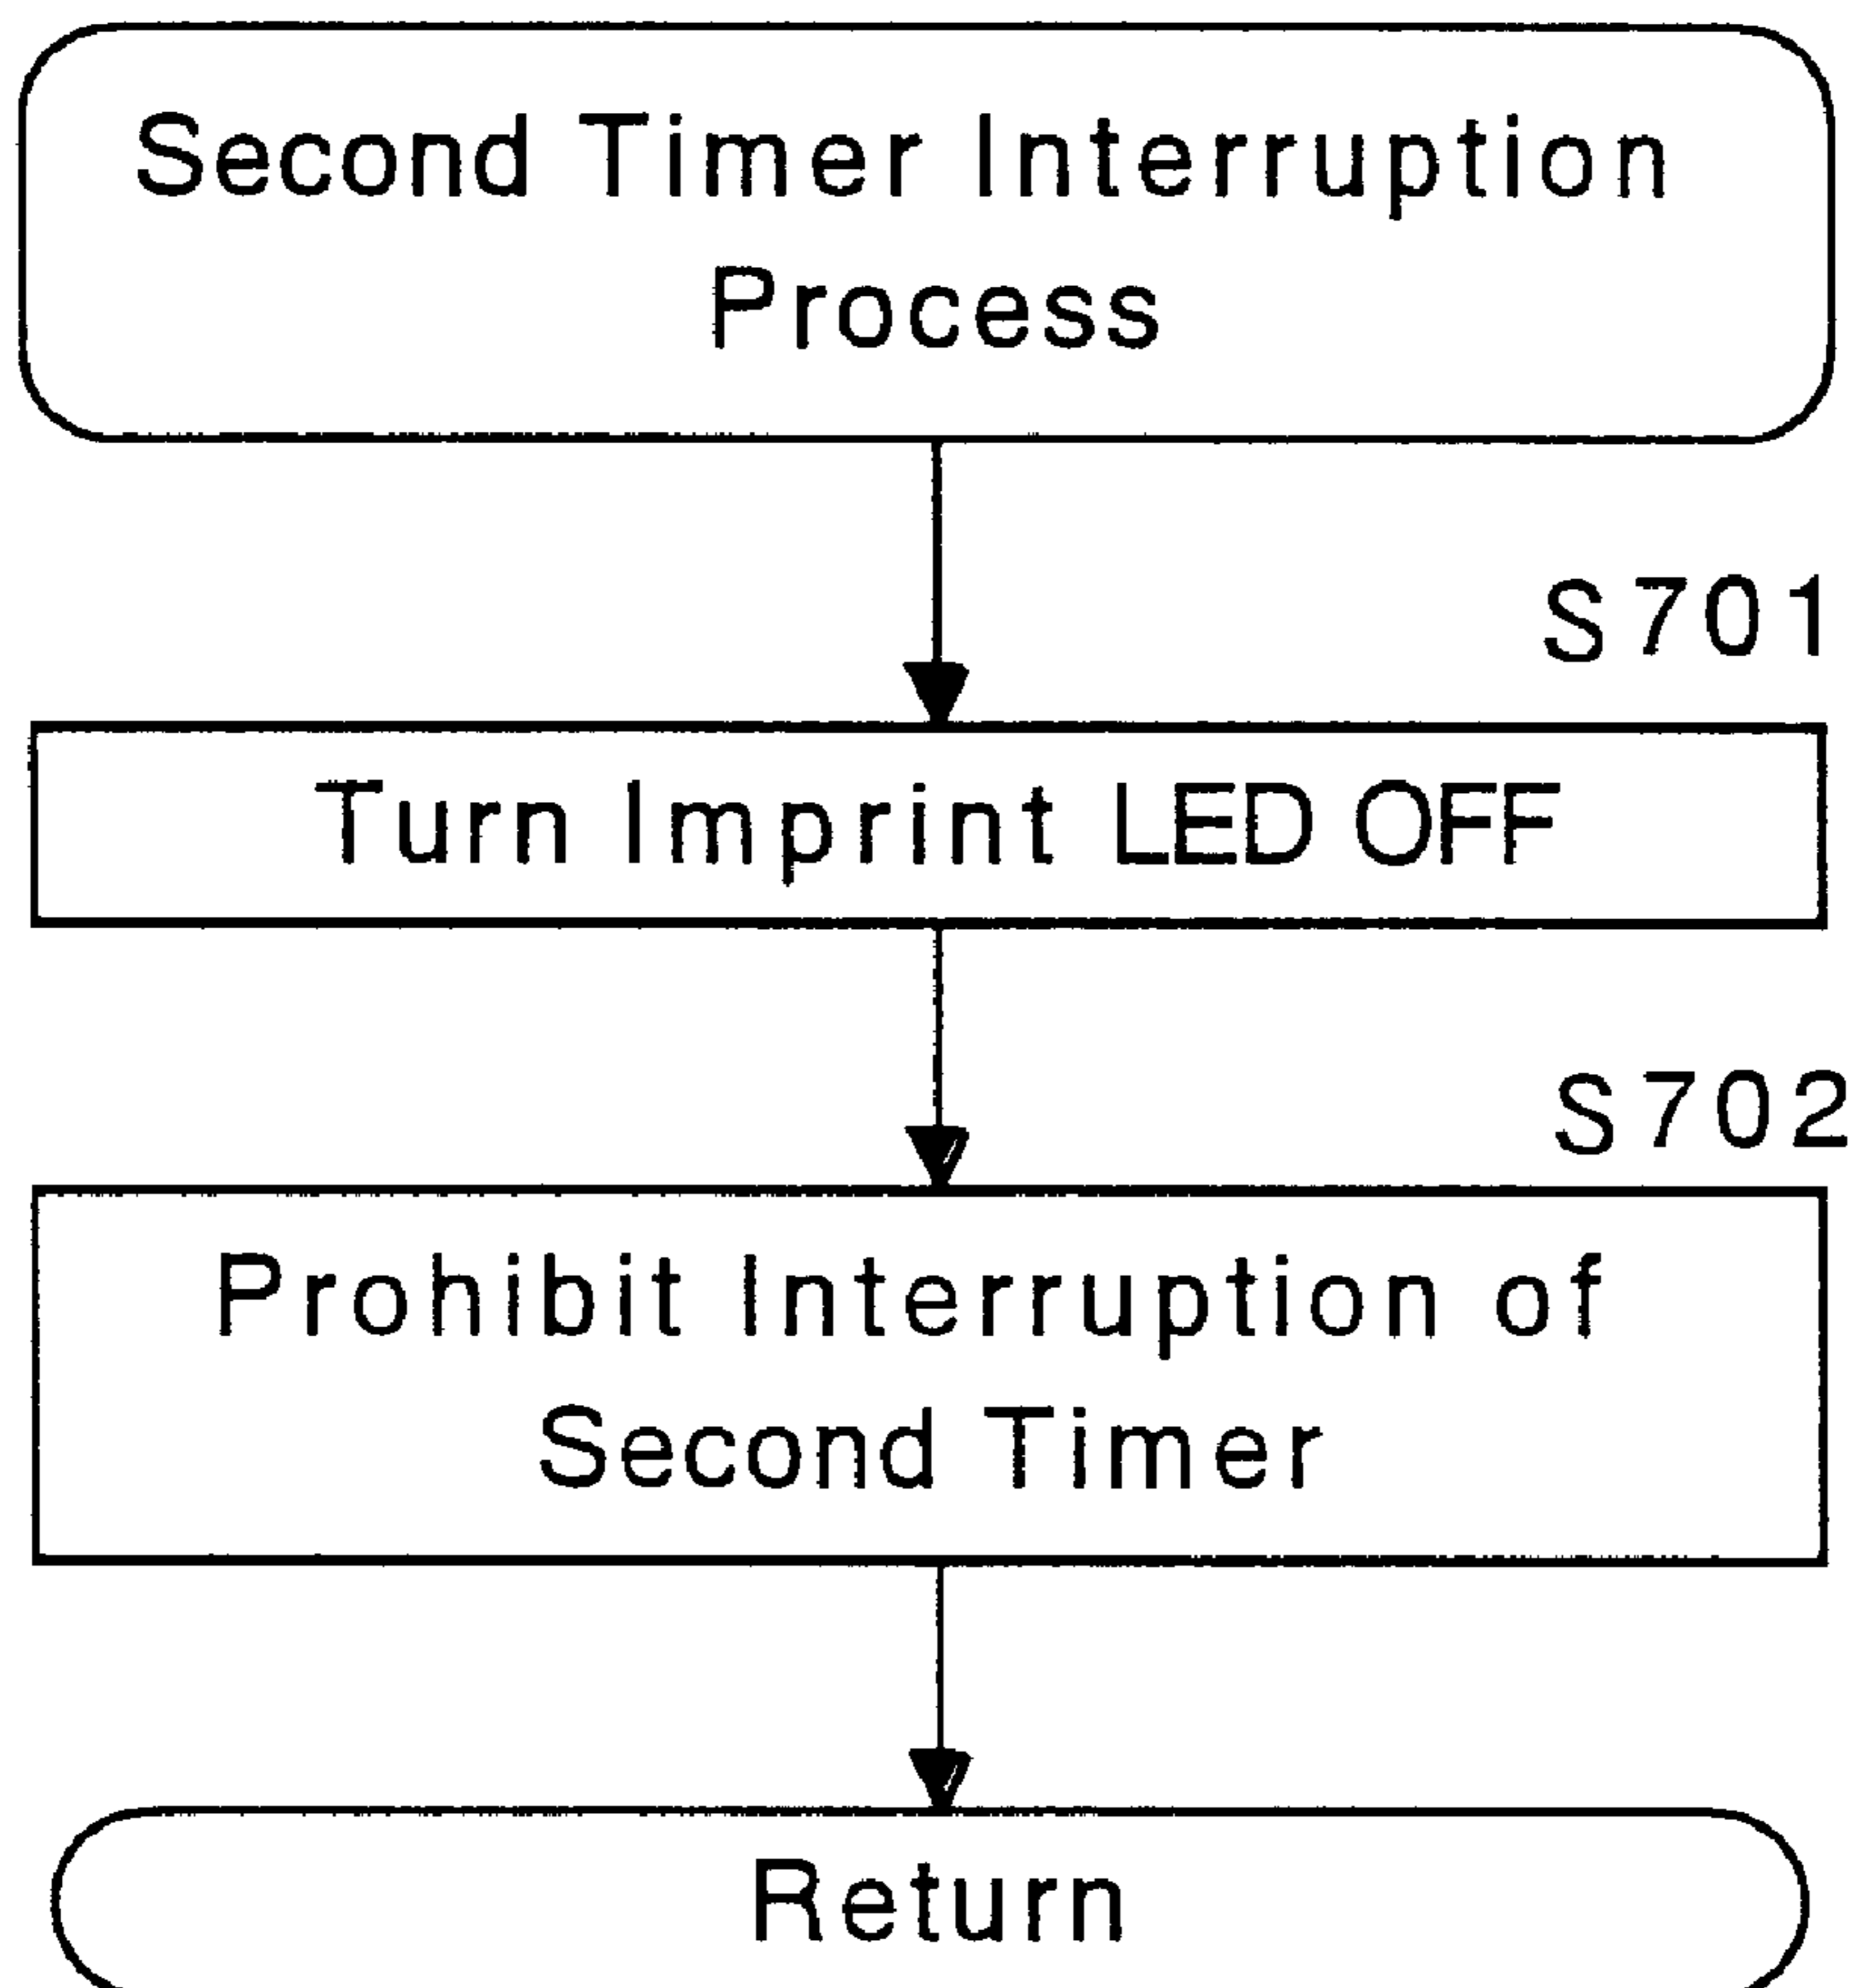 Second Timer Interruption
Process
S701
Turn Imprint LED OFF
S702
Prohibit Interruption of
Second Timer
Return